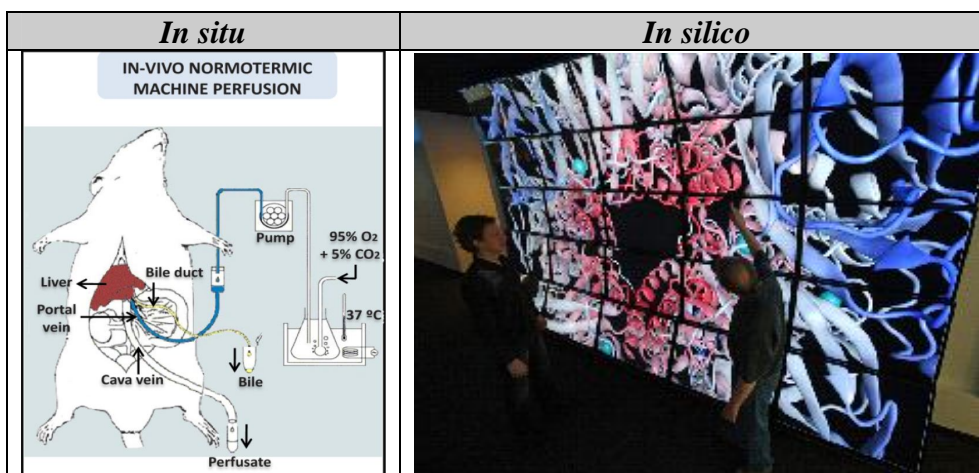 In situ
In silico
IN-VIVO NORMOTERMIC
MACHINE PERFUSION
Pump
95% O₂
+ 5% CO₂
Liver
Bile duct
Portal
vein
37 ºC
Cava vein
Bile
Perfusate